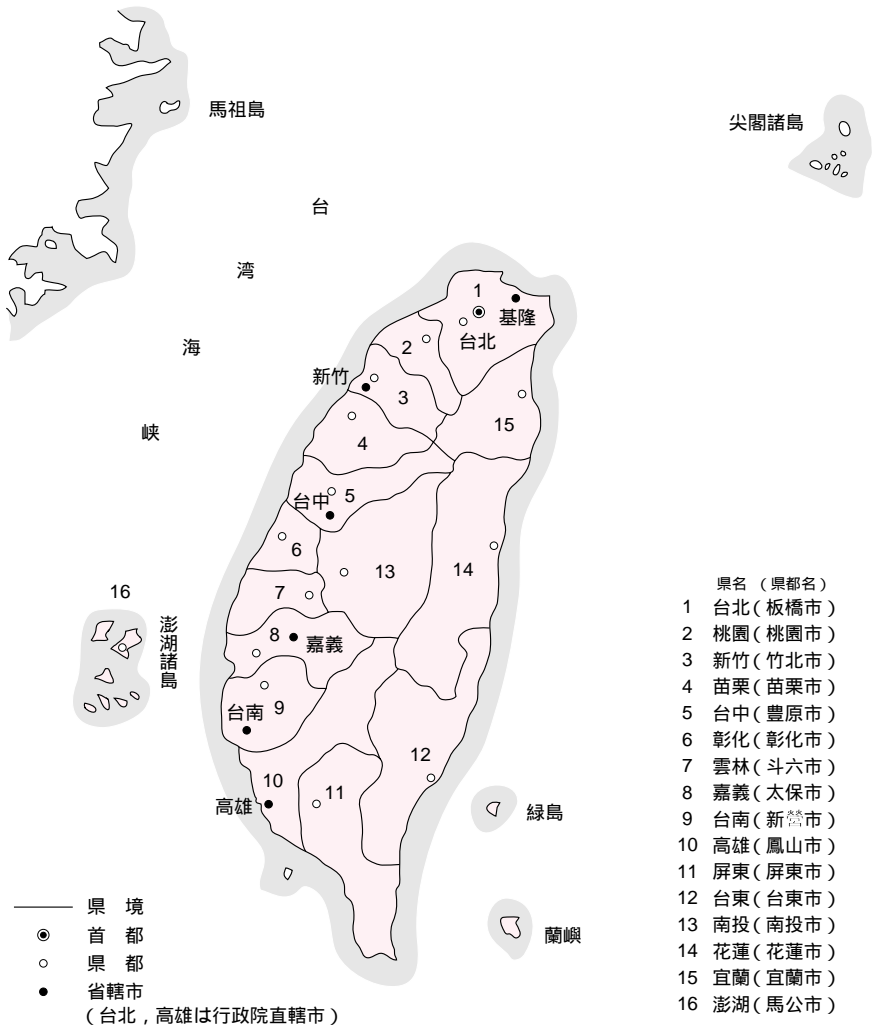 馬祖島
尖閣諸島
台
湾
海
峡
1
基隆
台北
2
新竹
3
15
4
5
台中
6
13
14
7
16
澎湖諸島
8
嘉義
9
台南
12
10
11
高雄
緑島
蘭嶼
県 境
首 都
県 都
省轄市
(台北,高雄は行政院直轄市)
県名 (県都名)
1 台北(板橋市)
2 桃園(桃園市)
3 新竹(竹北市)
4 苗栗(苗栗市)
5 台中(豊原市)
6 彰化(彰化市)
7 雲林(斗六市)
8 嘉義(太保市)
9 台南(新營市)
10 高雄(鳳山市)
11 屏東(屏東市)
12 台東(台東市)
13 南投(南投市)
14 花蓮(花蓮市)
15 宜蘭(宜蘭市)
16 澎湖(馬公市)